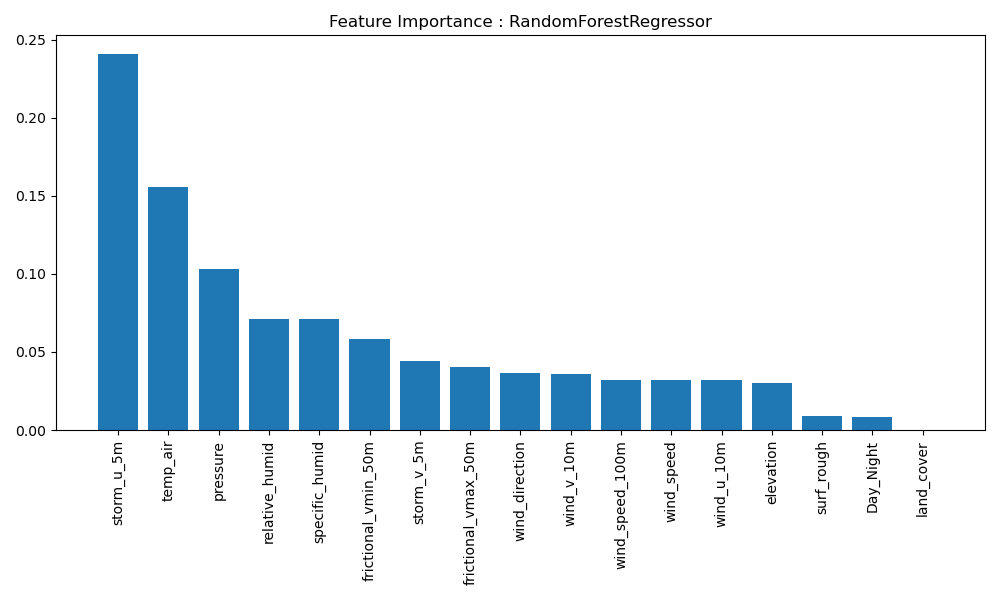 Feature Importance : RandomForestRegressor
0.25
0.20
0.15
0.10
0.05
0.00
storm_u_5m
temp_air
pressure
relative_humid
specific_humid
frictional_vmin_50m
storm_v_5m
frictional_vmax_50m
wind_direction
wind_v_10m
wind_speed_100m
wind_speed
wind_u_10m
elevation
surf_rough
Day_Night
land_cover